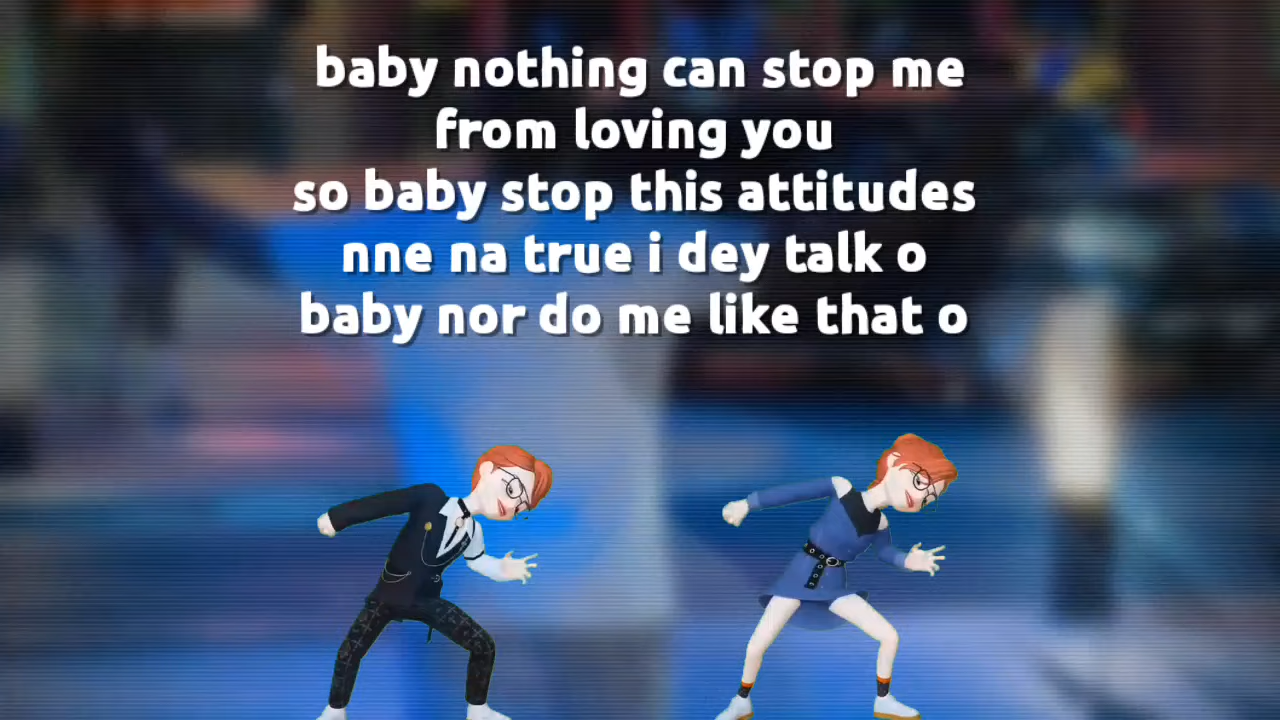 baby nothing can stop me
from loving you
so baby stop this attitudes
nne na true i dey talk o
baby nor do me like that o